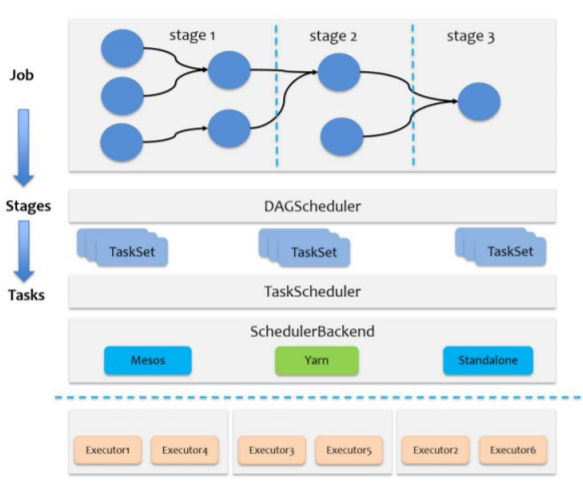 stage 1 stage 2 stage 3
Job
Stages
DAGScheduler
TaskSet TaskSet TaskSet
Tasks
TaskScheduler
SchedulerBackend
Mesos Yarn Standalone
Executor1 Executor4 Executor3 Executor5 Executor2 Executor6